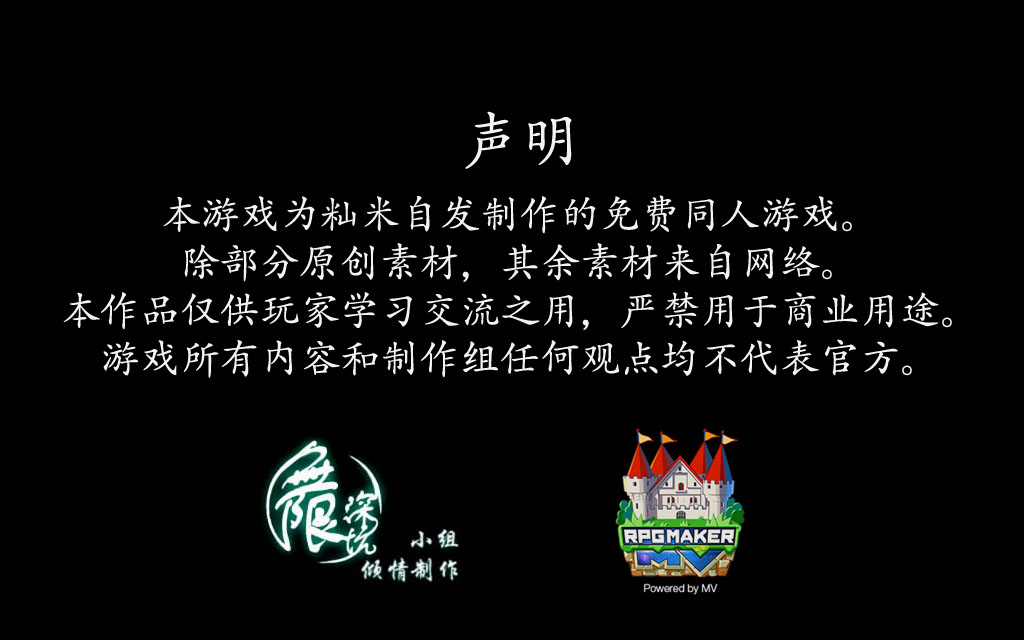 声明
本游戏为籼米自发制作的免费同人游戏。
除部分原创素材，其余素材来自网络。
本作品仅供玩家学习交流之用，严禁用于商业用途。
游戏所有内容和制作组任何观点均不代表官方。
無限
深坑
小组
倾情制作
RPG MAKER
MV
Powered by MV